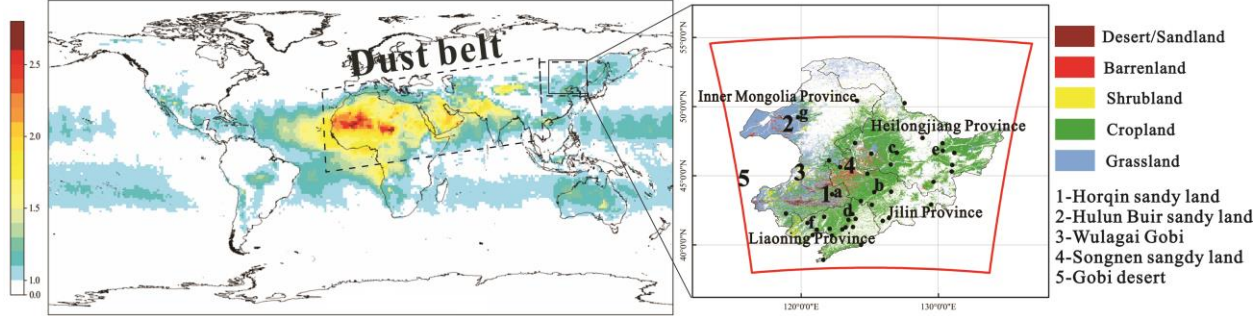 Dust belt
2.5
2.0
1.5
1.0
0.0
55°0'0"N
50°0'0"N
45°0'0"N
40°0'0"N
120°0'0"E
130°0'0"E
Inner Mongolia Province
g
2
Heilongjiang Province
c
e
3
4
5
1
a
b
d
Jilin Province
f
Liaoning Province
Desert/Sandland
Barrenland
Shrubland
Cropland
Grassland
1-Horqin sandy land
2-Hulun Buir sandy land
3-Wulagai Gobi
4-Songnen sangdy land
5-Gobi desert